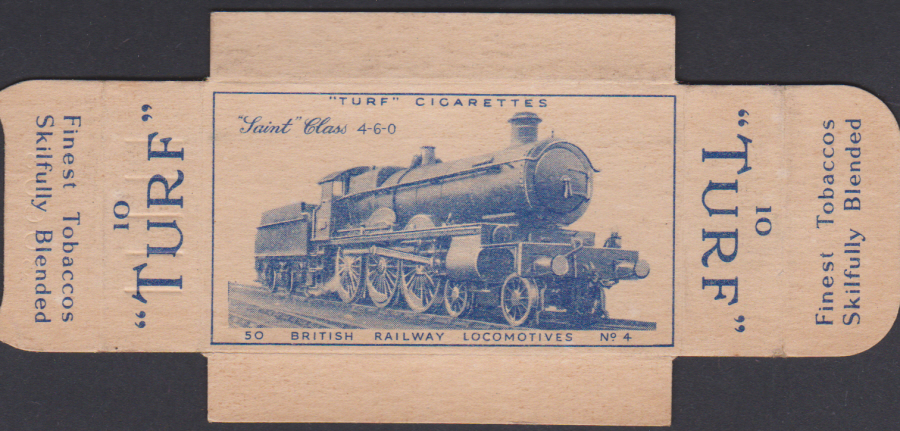 Finest Tobaccos
Skilfully Blended
10
"TURF"
"TURF" CIGARETTES
"Saint" Class 4-6-0
50 BRITISH RAILWAY LOCOMOTIVES Nº 4
10
"TURF"
Finest Tobaccos
Skilfully Blended